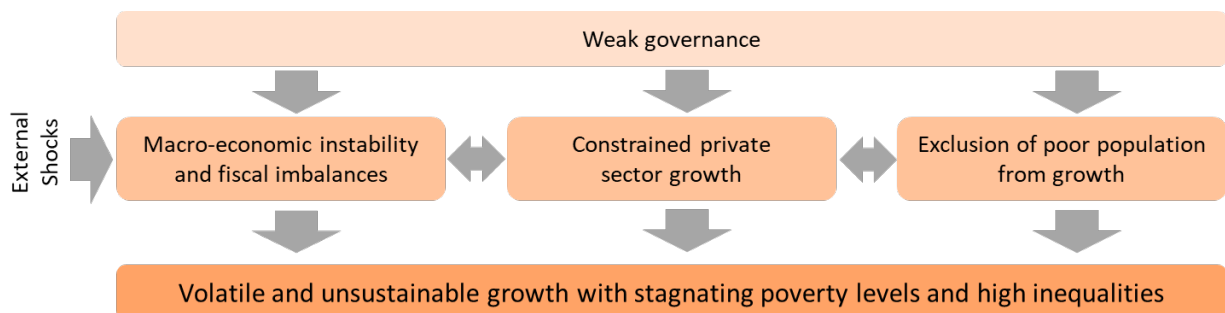 Weak governance
External
Shocks
Macro-economic instability
and fiscal imbalances
Constrained private
sector growth
Exclusion of poor population
from growth
Volatile and unsustainable growth with stagnating poverty levels and high inequalities